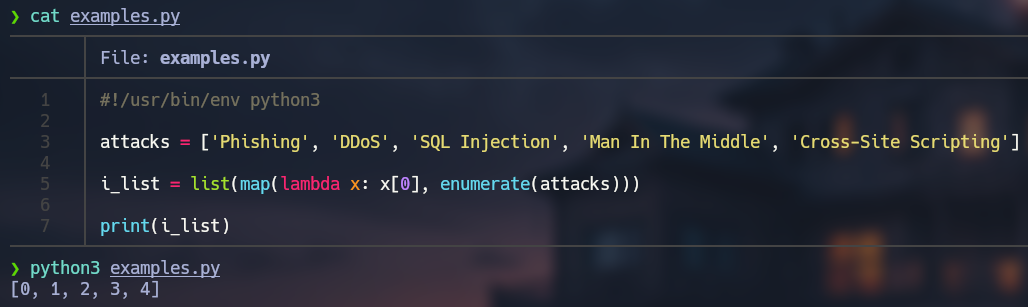 ❯ cat examples.py
File: examples.py
1 #!/usr/bin/env python3
2
3 attacks = ['Phishing', 'DDoS', 'SQL Injection', 'Man In The Middle', 'Cross-Site Scripting']
4
5 i_list = list(map(lambda x: x[0], enumerate(attacks)))
6
7 print(i_list)
❯ python3 examples.py
[0, 1, 2, 3, 4]